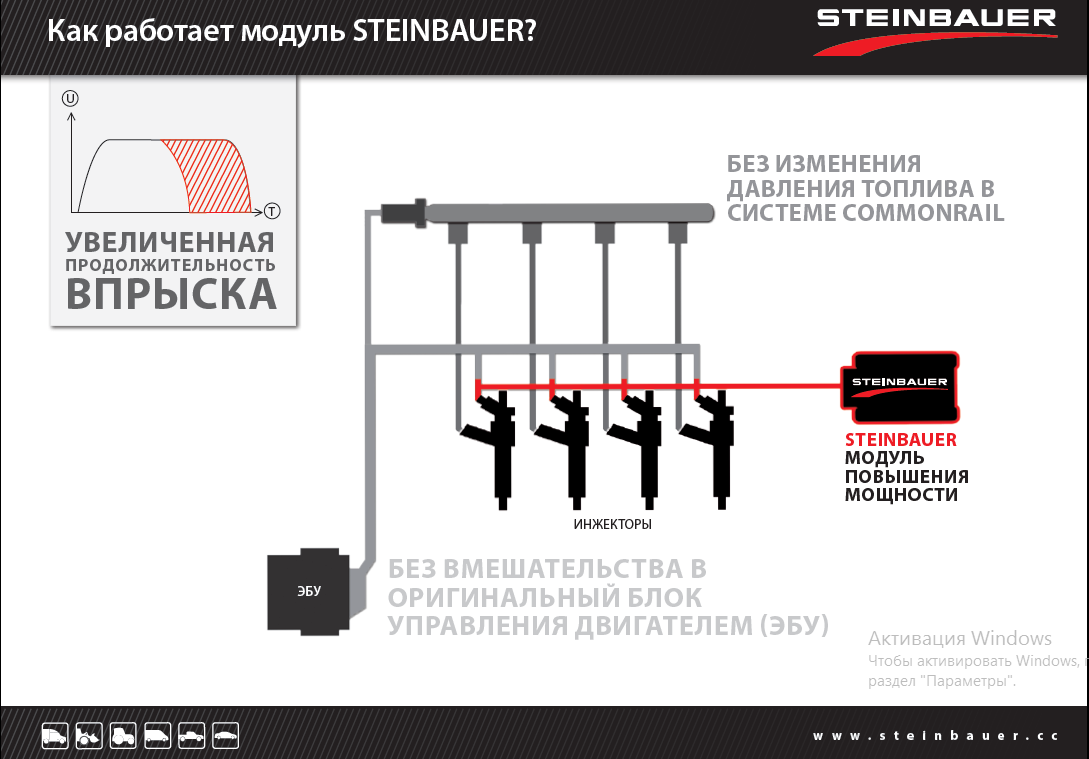 Как работает модуль STEINBAUER?
STEINBAUER
U
T
УВЕЛИЧЕННАЯ
ПРОДОЛЖИТЕЛЬНОСТЬ
ВПРЫСКА
БЕЗ ИЗМЕНЕНИЯ
ДАВЛЕНИЯ ТОПЛИВА В
СИСТЕМЕ COMMONRAIL
STEINBAUER
STEINBAUER
МОДУЛЬ
ПОВЫШЕНИЯ
МОЩНОСТИ
ИНЖЕКТОРЫ
ЭБУ
БЕЗ ВМЕШАТЕЛЬСТВА В
ОРИГИНАЛЬНЫЙ БЛОК
УПРАВЛЕНИЯ ДВИГАТЕЛЕМ (ЭБУ)
Активация Windows
Чтобы активировать Windows,
раздел "Параметры".
www.steinbauer.cc